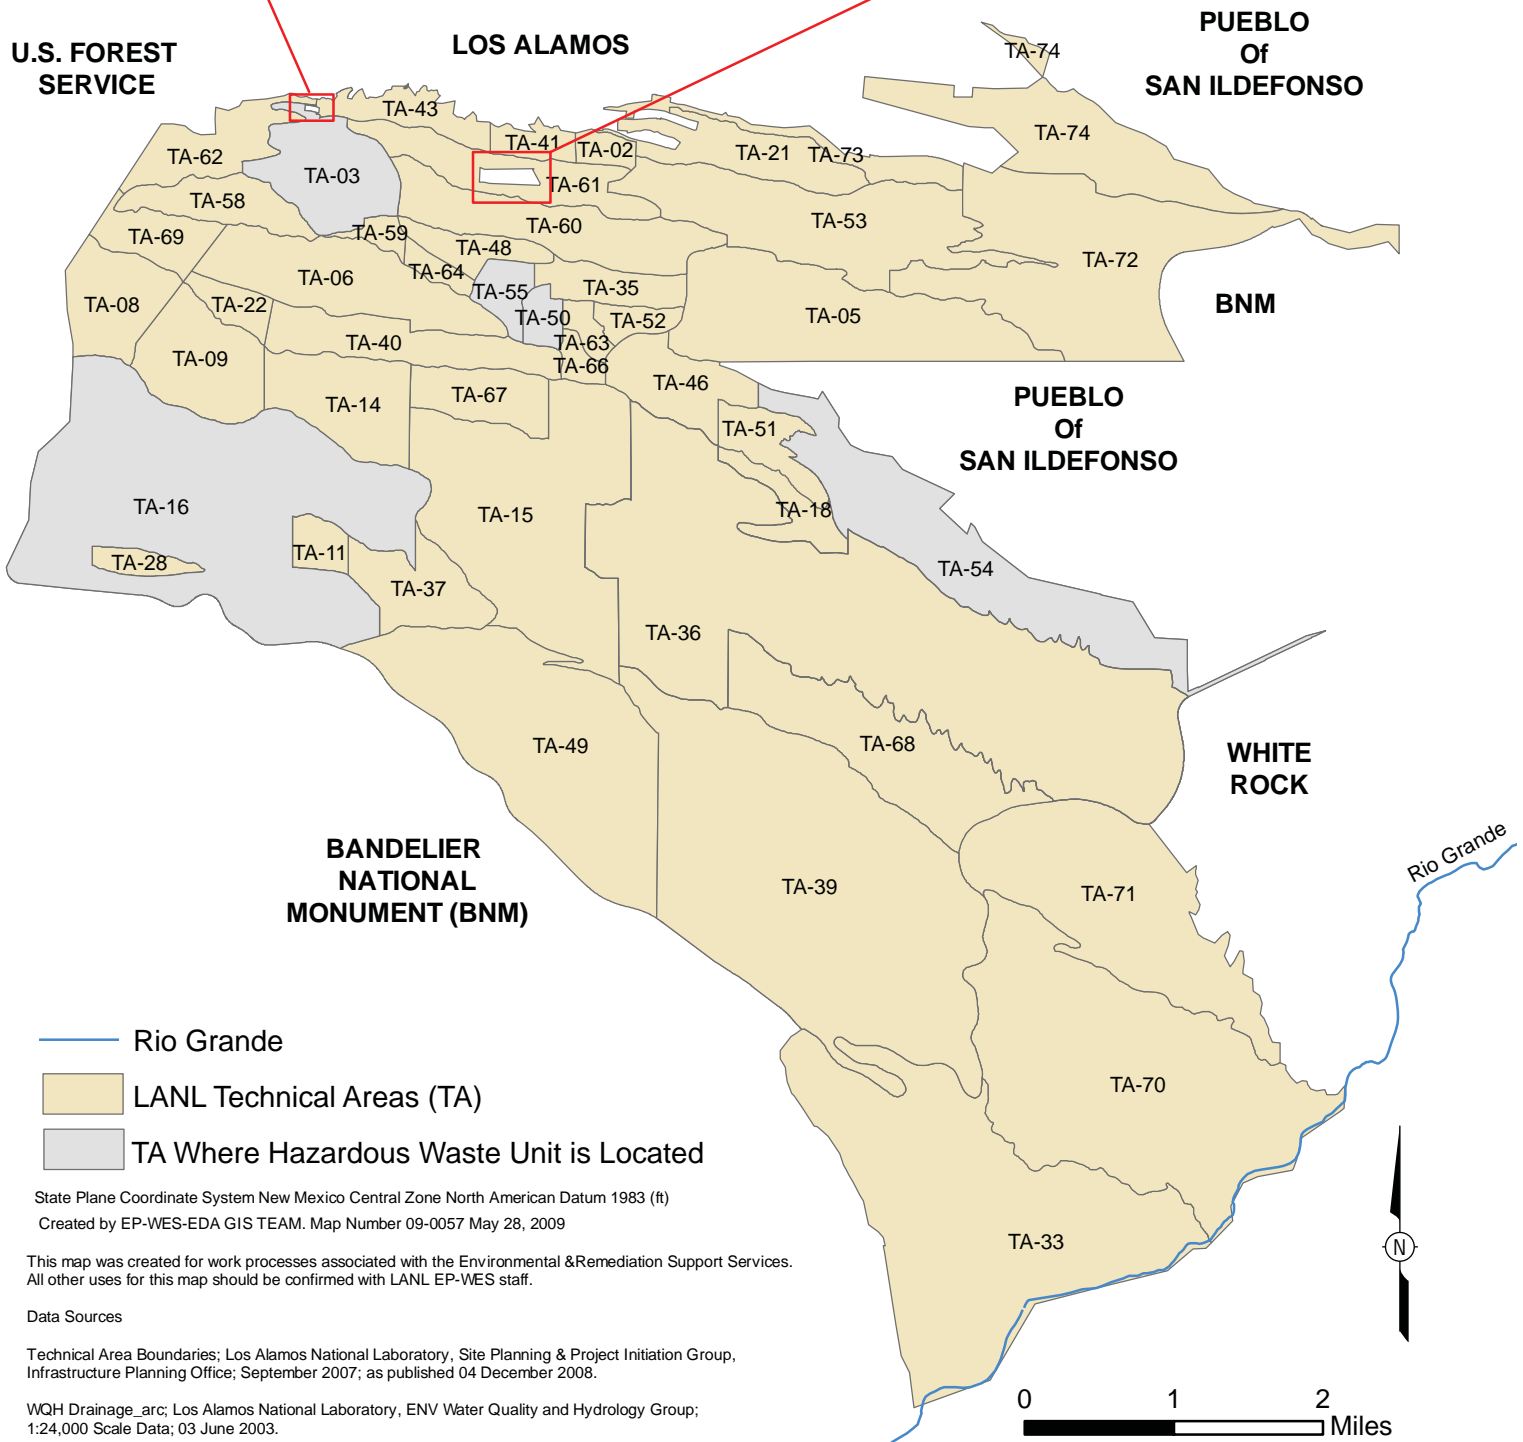 PUEBLO
Of
SAN ILDEFONSO
U.S. FOREST
SERVICE
LOS ALAMOS
TA-74
TA-43
TA-74
TA-41
TA-02
TA-21
TA-73
TA-62
TA-03
TA-61
TA-58
TA-53
TA-60
TA-59
TA-69
TA-48
TA-72
TA-64
TA-06
TA-35
TA-55
TA-08
TA-22
BNM
TA-50
TA-52
TA-05
TA-40
TA-63
TA-09
TA-66
TA-46
TA-67
TA-14
PUEBLO
Of
SAN ILDEFONSO
TA-51
TA-16
TA-15
TA-18
TA-11
TA-28
TA-54
TA-37
TA-36
TA-49
TA-68
WHITE
ROCK
BANDELIER
NATIONAL
MONUMENT (BNM)
Rio Grande
TA-39
TA-71
Rio Grande
LANL Technical Areas (TA)
TA-70
TA Where Hazardous Waste Unit is Located
State Plane Coordinate System New Mexico Central Zone North American Datum 1983 (ft)
Created by EP-WES-EDA GIS TEAM. Map Number 09-0057 May 28, 2009
TA-33
N
This map was created for work processes associated with the Environmental &Remediation Support Services.
All other uses for this map should be confirmed with LANL EP-WES staff.
Data Sources
Technical Area Boundaries; Los Alamos National Laboratory, Site Planning & Project Initiation Group,
Infrastructure Planning Office; September 2007; as published 04 December 2008.
WQH Drainage_arc; Los Alamos National Laboratory, ENV Water Quality and Hydrology Group;
1:24,000 Scale Data; 03 June 2003.
0 1 2
Miles